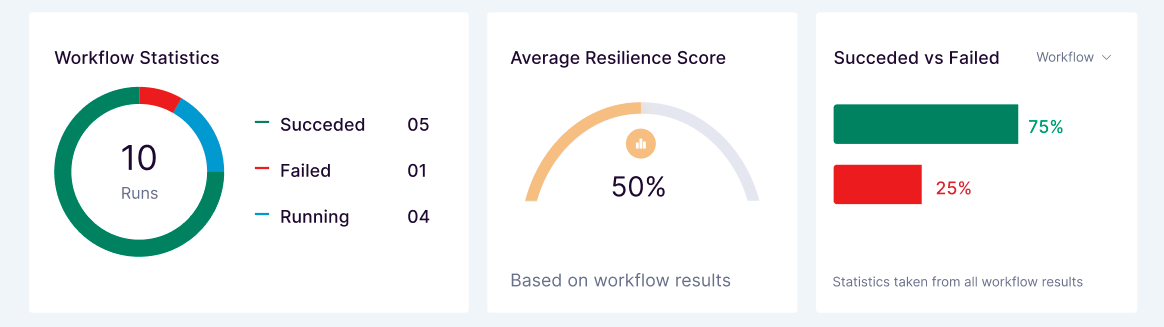 Workflow Statistics
10
Runs
Succeded 05
Failed 01
Running 04
Average Resilience Score
50%
Based on workflow results
Succeded vs Failed
Workflow
75%
25%
Statistics taken from all workflow results